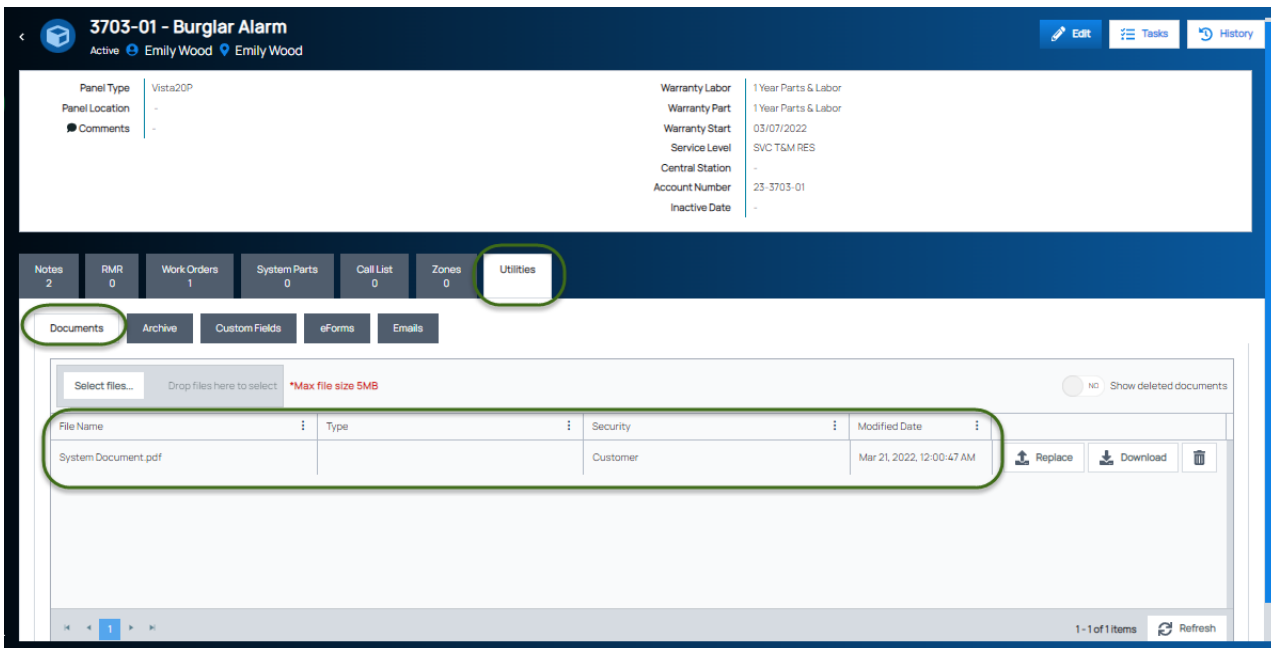 3703-01 - Burglar Alarm
Active Emily Wood Emily Wood
Edit Tasks History
Panel Type Vista20P
Panel Location -
Comments -
Warranty Labor 1 Year Parts & Labor
Warranty Part 1 Year Parts & Labor
Warranty Start 03/07/2022
Service Level SVC T&M RES
Central Station -
Account Number 23-3703-01
Inactive Date -
Notes RMR Work Orders System Parts Call List Zones Utilities
2 0 1 0 0 0
Documents Archive Custom Fields eForms Emails
Select files... Drop files here to select *Max file size 5MB NO Show deleted documents
File Name Type Security Modified Date
System Document.pdf Customer Mar 21, 2022, 12:00:47 AM Replace Download
1 1 - 1 of 1 items Refresh